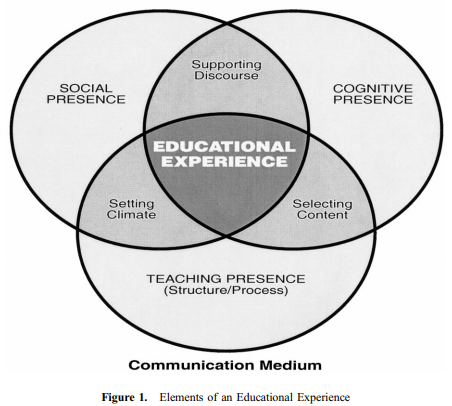 Supporting
Discourse
SOCIAL
PRESENCE
COGNITIVE
PRESENCE
EDUCATIONAL
EXPERIENCE
Setting
Climate
Selecting
Content
TEACHING PRESENCE
(Structure/Process)
Communication Medium
Figure 1. Elements of an Educational Experience